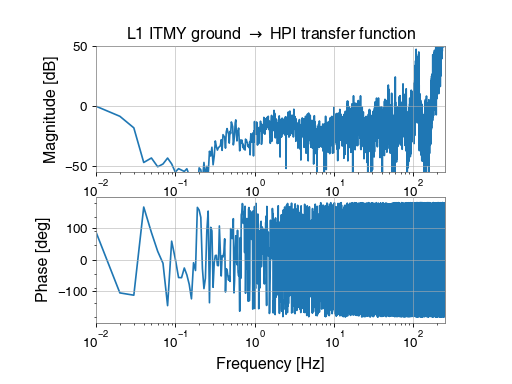 L1 ITMY ground → HPI transfer function
Magnitude [dB]
50
0
−50
10⁻² 10⁻¹ 10⁰ 10¹ 10²
Phase [deg]
100
0
−100
10⁻² 10⁻¹ 10⁰ 10¹ 10²
Frequency [Hz]